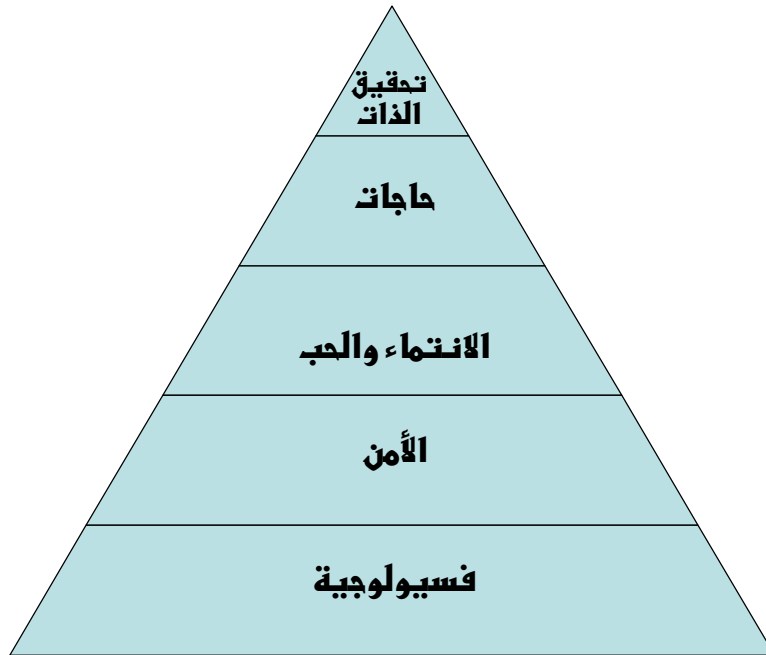 تحقيق
الذات
حاجات
الانتماء والحب
الأمن
فسيولوجية